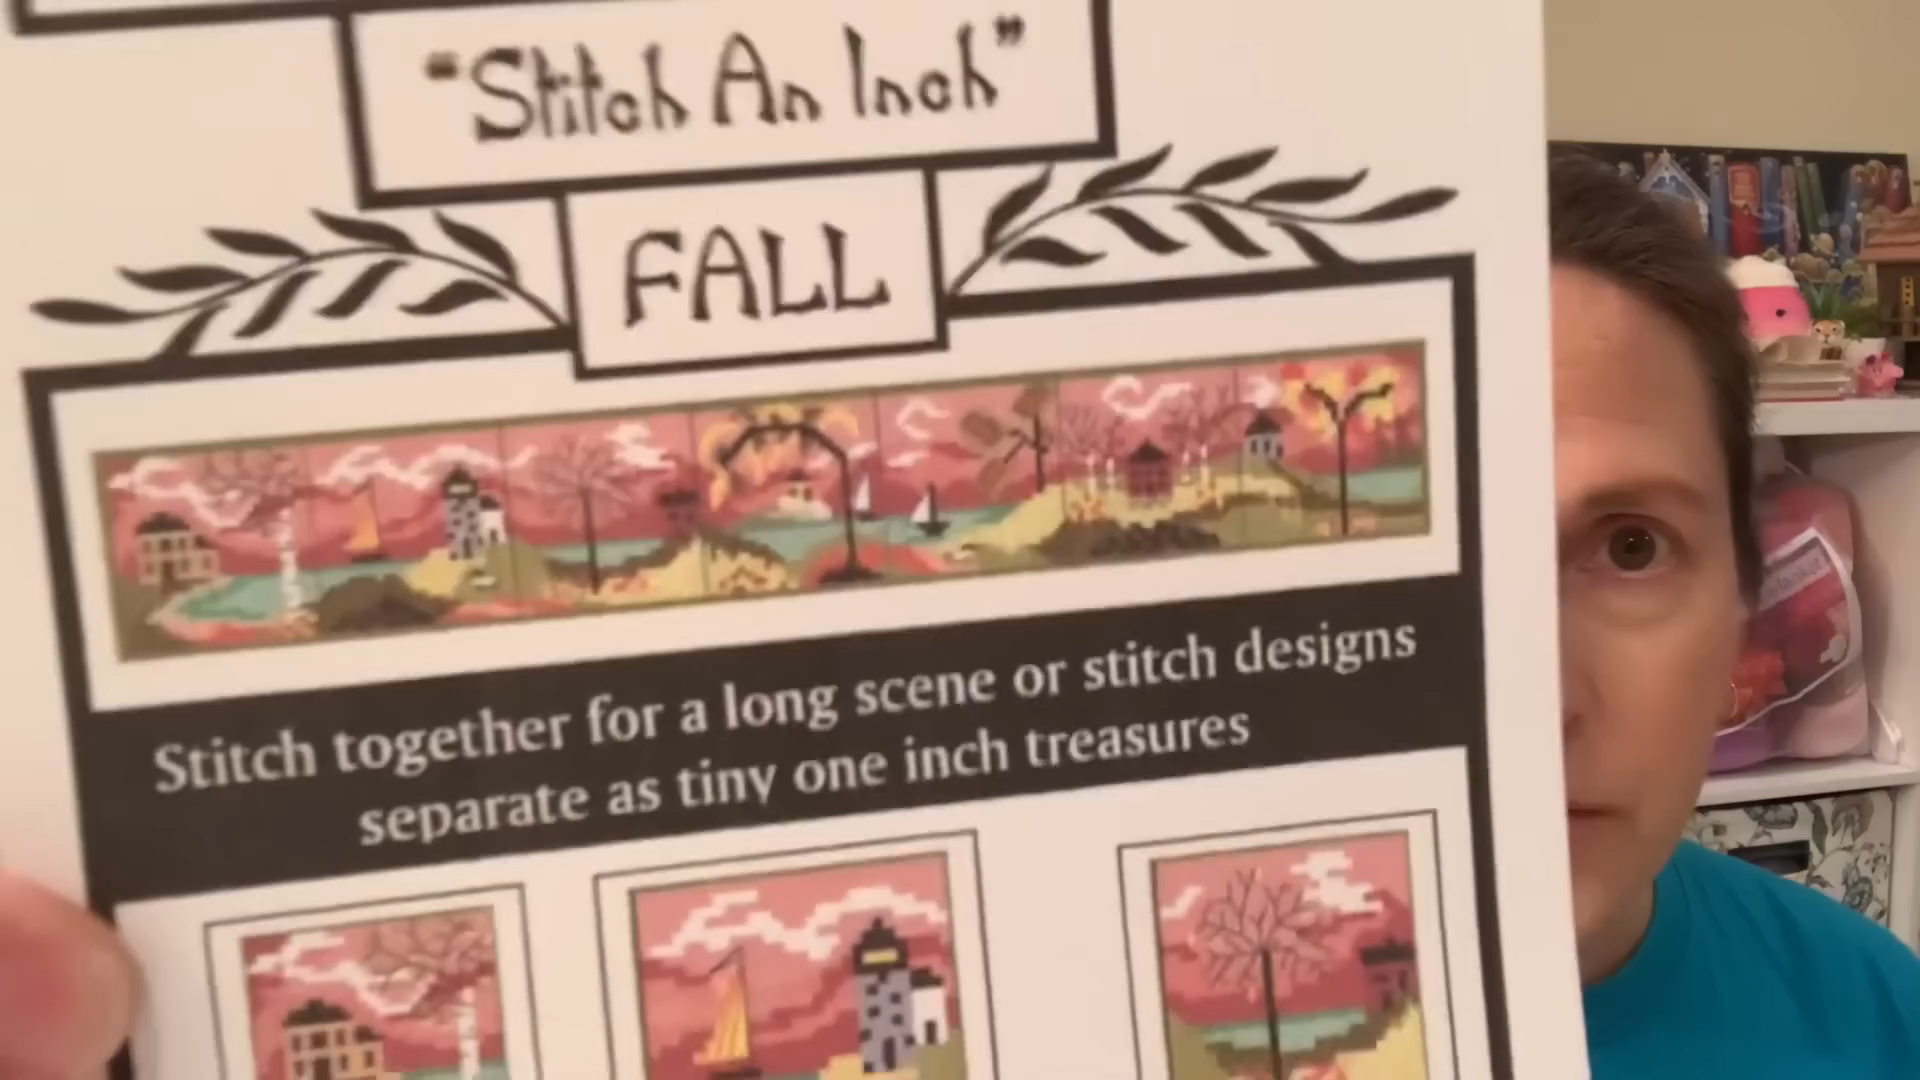 "Stitch An Inch"
FALL
Stitch together for a long scene or stitch designs
separate as tiny one inch treasures